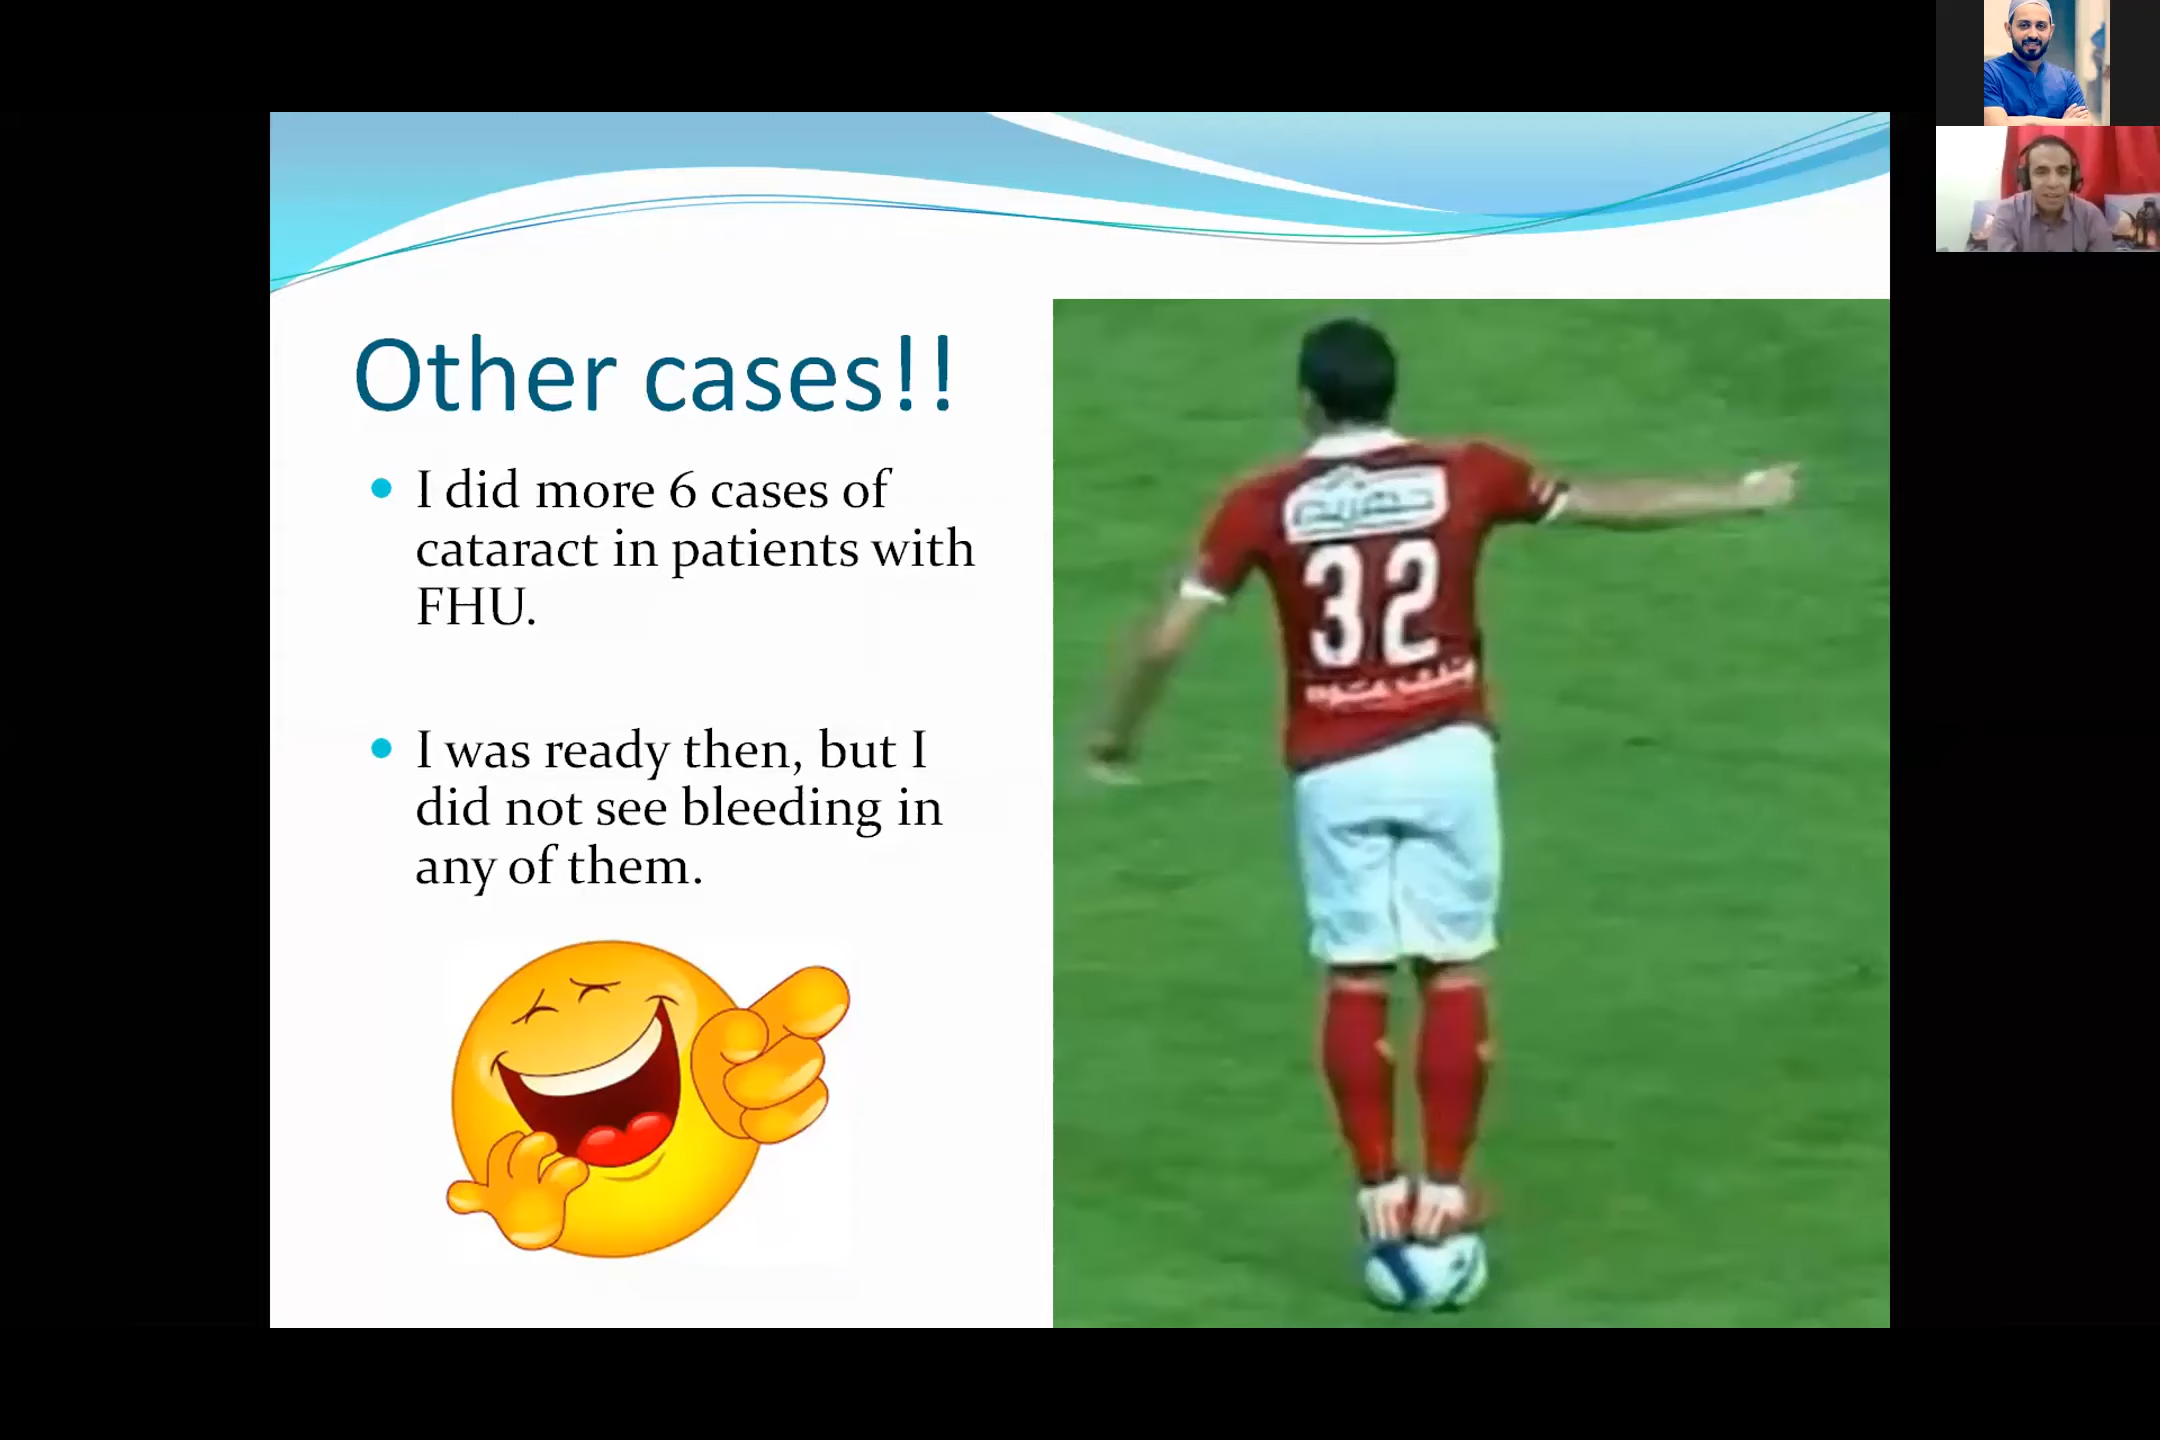 Other cases!!
I did more 6 cases of
cataract in patients with
FHU.
I was ready then, but I
did not see bleeding in
any of them.
32